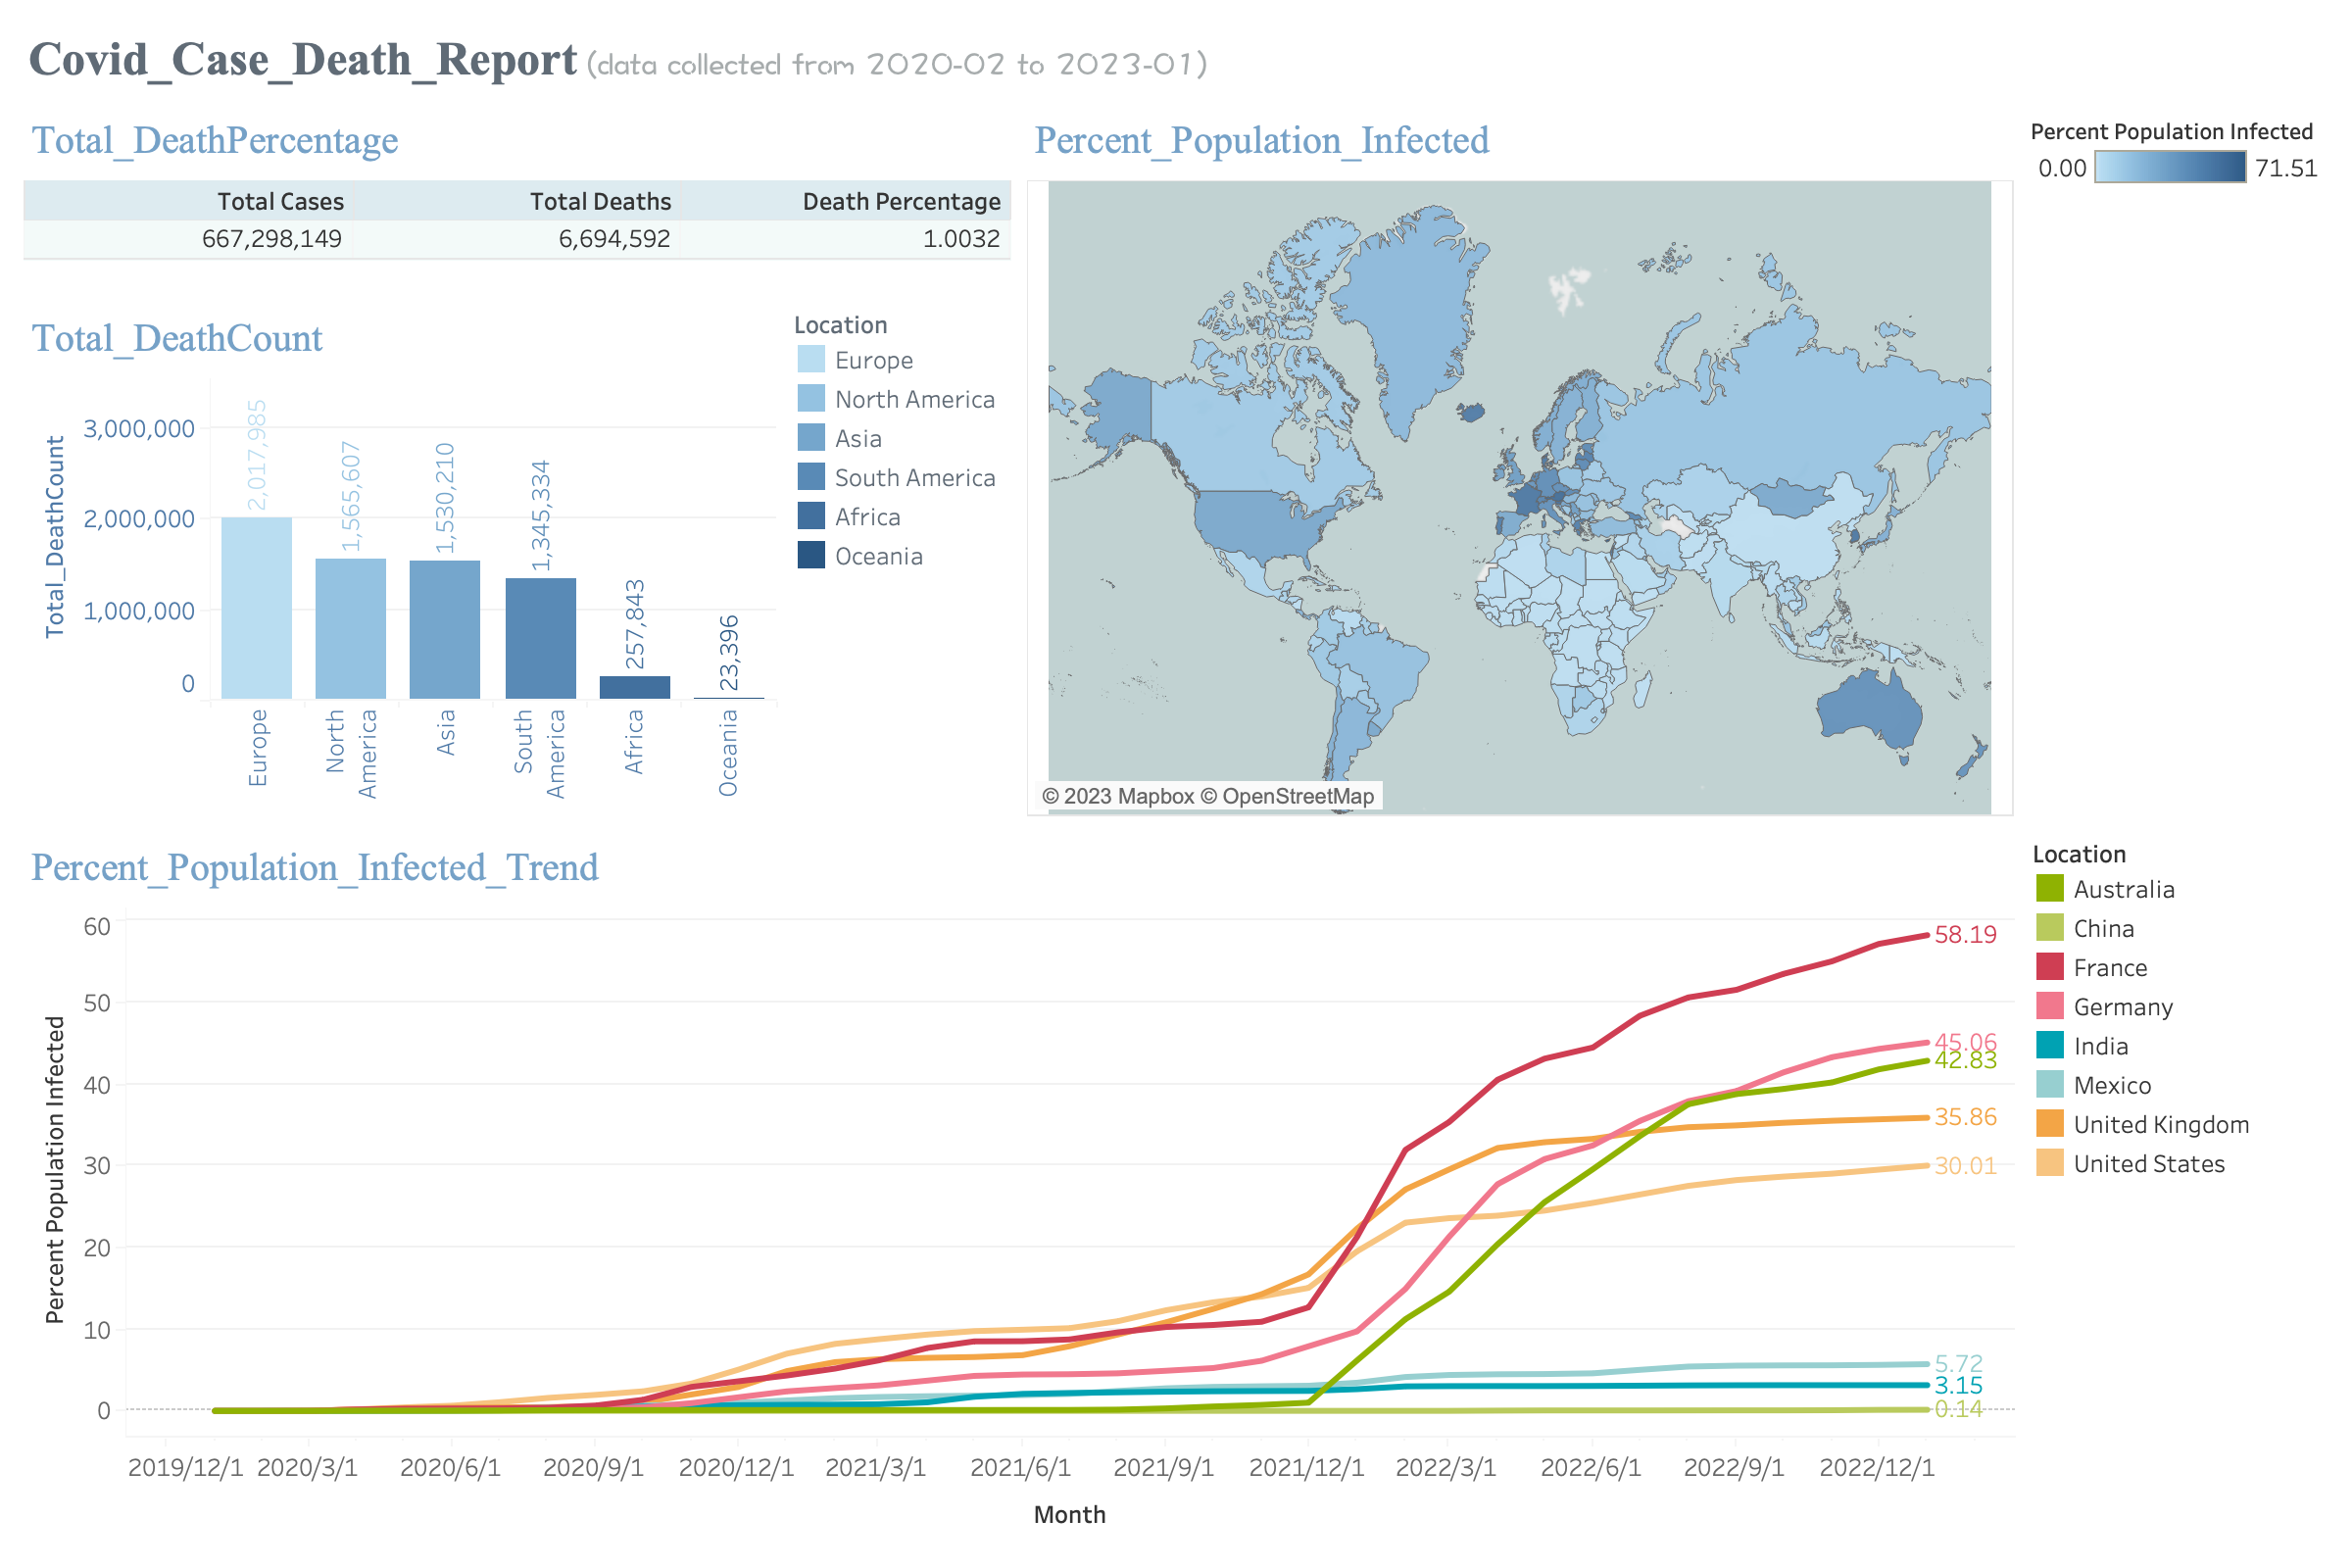 Covid_Case_Death_Report (data collected from 2020-02 to 2023-01)
Total_DeathPercentage
Total Cases Total Deaths Death Percentage
667,298,149 6,694,592 1.0032
Total_DeathCount
Total_DeathCount
3,000,000
2,000,000
1,000,000
0
2,017,985
1,565,607
1,530,210
1,345,334
257,843
23,396
Europe
North
America
Asia
South
America
Africa
Oceania
Location
Europe
North America
Asia
South America
Africa
Oceania
Percent_Population_Infected
© 2023 Mapbox © OpenStreetMap
Percent Population Infected
0.00 71.51
Percent_Population_Infected_Trend
Percent Population Infected
60
50
40
30
20
10
0
58.19
45.06
42.83
35.86
30.01
5.72
3.15
0.14
2019/12/1 2020/3/1 2020/6/1 2020/9/1 2020/12/1 2021/3/1 2021/6/1 2021/9/1 2021/12/1 2022/3/1 2022/6/1 2022/9/1 2022/12/1
Month
Location
Australia
China
France
Germany
India
Mexico
United Kingdom
United States